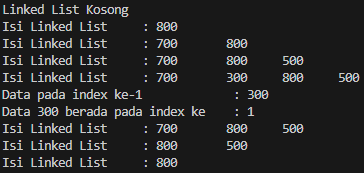 Linked List Kosong
Isi Linked List     : 800
Isi Linked List     : 700       800
Isi Linked List     : 700       800     500
Isi Linked List     : 700       300     800     500
Data pada index ke-1             : 300
Data 300 berada pada index ke    : 1
Isi Linked List     : 700       800     500
Isi Linked List     : 800       500
Isi Linked List     : 800